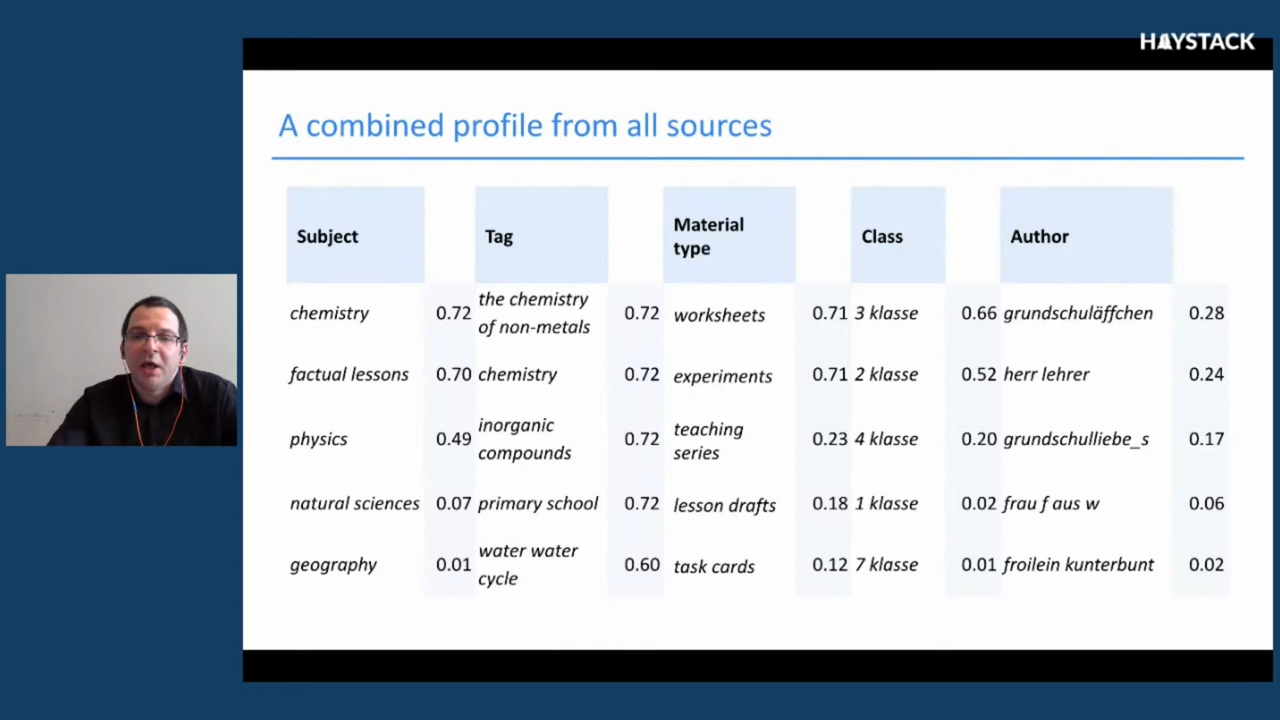 HAYSTACK
A combined profile from all sources
Subject Tag Material type Class Author
chemistry 0.72 the chemistry of non-metals 0.72 worksheets 0.71 3 klasse 0.66 grundschuläffchen 0.28
factual lessons 0.70 chemistry 0.72 experiments 0.71 2 klasse 0.52 herr lehrer 0.24
physics 0.49 inorganic compounds 0.72 teaching series 0.23 4 klasse 0.20 grundschulliebe_s 0.17
natural sciences 0.07 primary school 0.72 lesson drafts 0.18 1 klasse 0.02 frau f aus w 0.06
geography 0.01 water water cycle 0.60 task cards 0.12 7 klasse 0.01 froilein kunterbunt 0.02